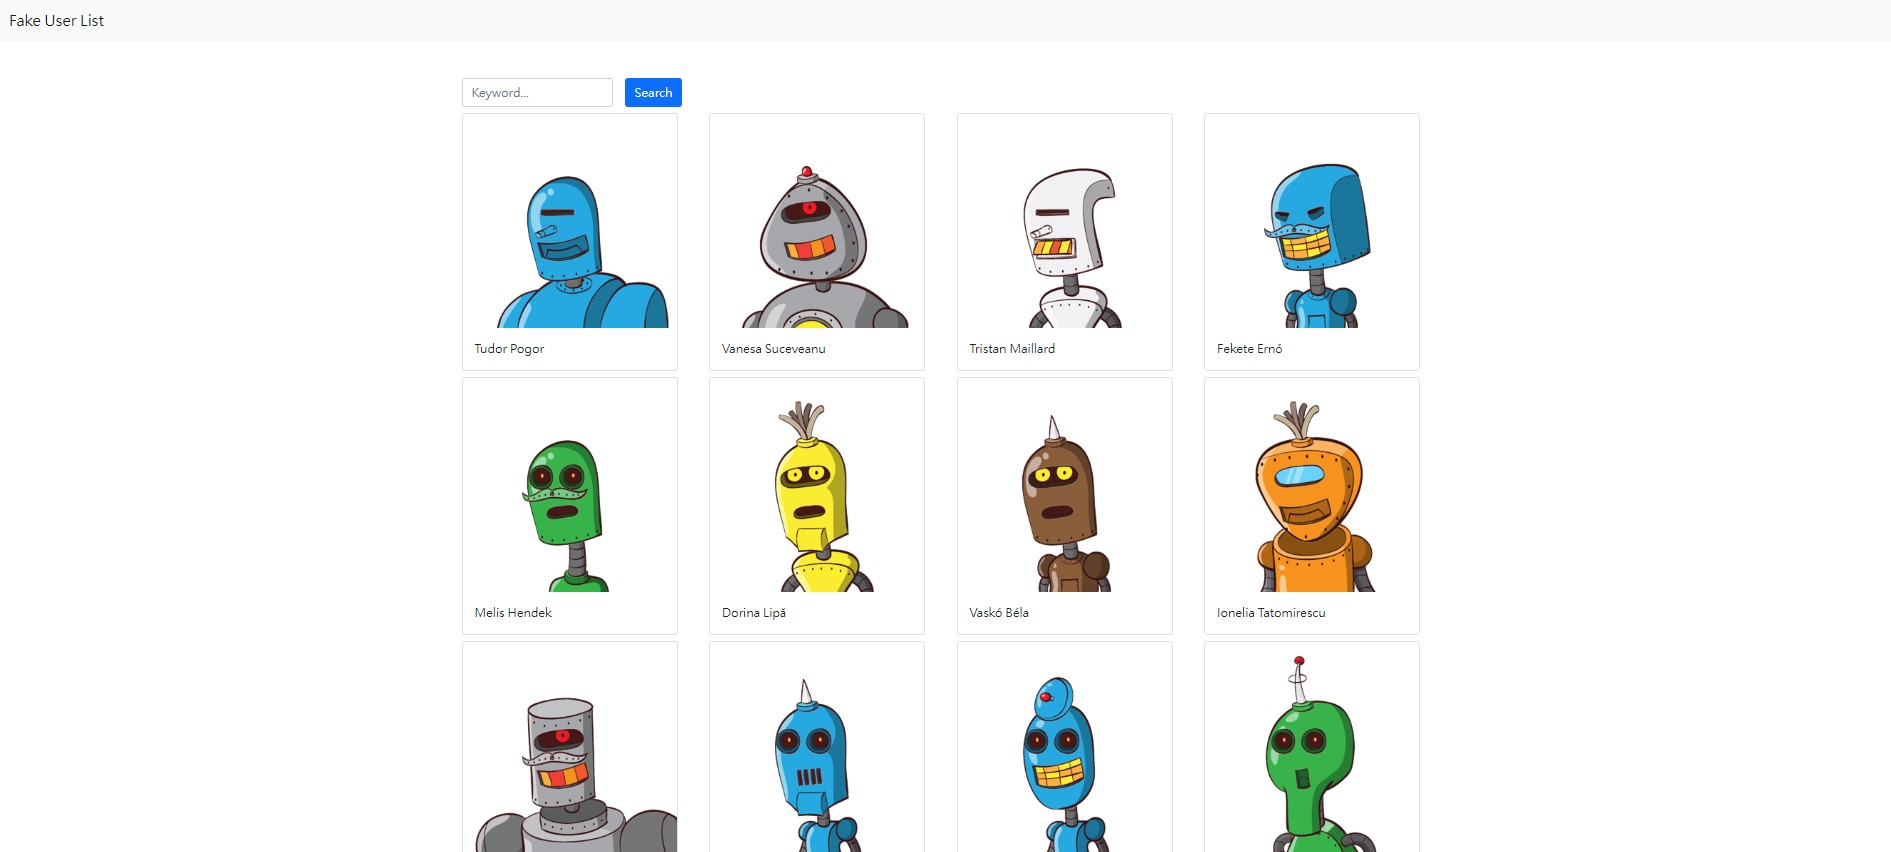 Fake User List
Keyword...
Search
Tudor Pogor
Vanesa Suceveanu
Tristan Maillard
Fekete Ernő
Melis Hendek
Dorina Lipă
Vaskó Béla
Ionelia Tatomirescu